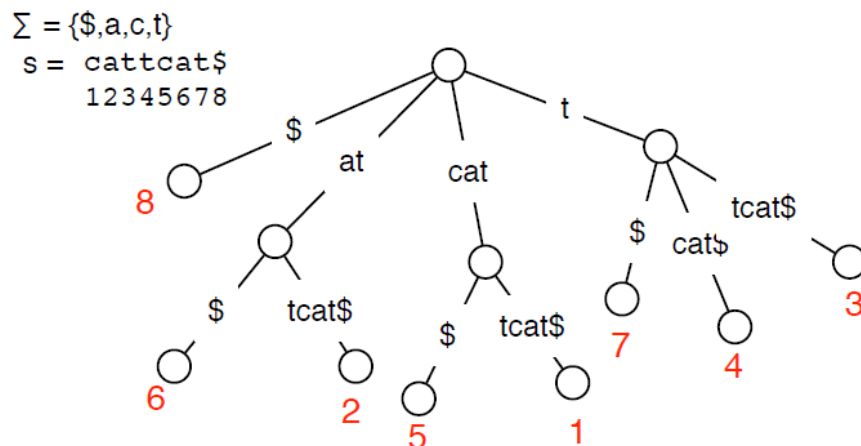 ∑ = {$,a,c,t}
s = cattcat$
12345678
$
at
cat
t
8
$
tcat$
$
tcat$
$
cat$
tcat$
6
2
5
1
7
4
3